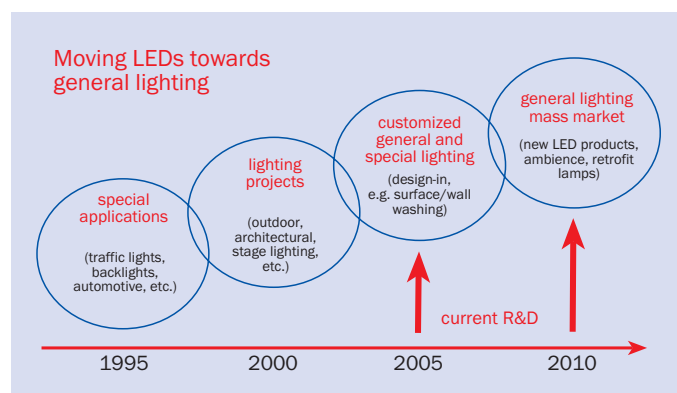 Moving LEDs towards
general lighting
special
applications
(traffic lights,
backlights,
automotive, etc.)
lighting
projects
(outdoor,
architectural,
stage lighting,
etc.)
customized
general and
special lighting
(design-in,
e.g. surface/wall
washing)
general lighting
mass market
(new LED products,
ambience, retrofit
lamps)
current R&D
1995
2000
2005
2010